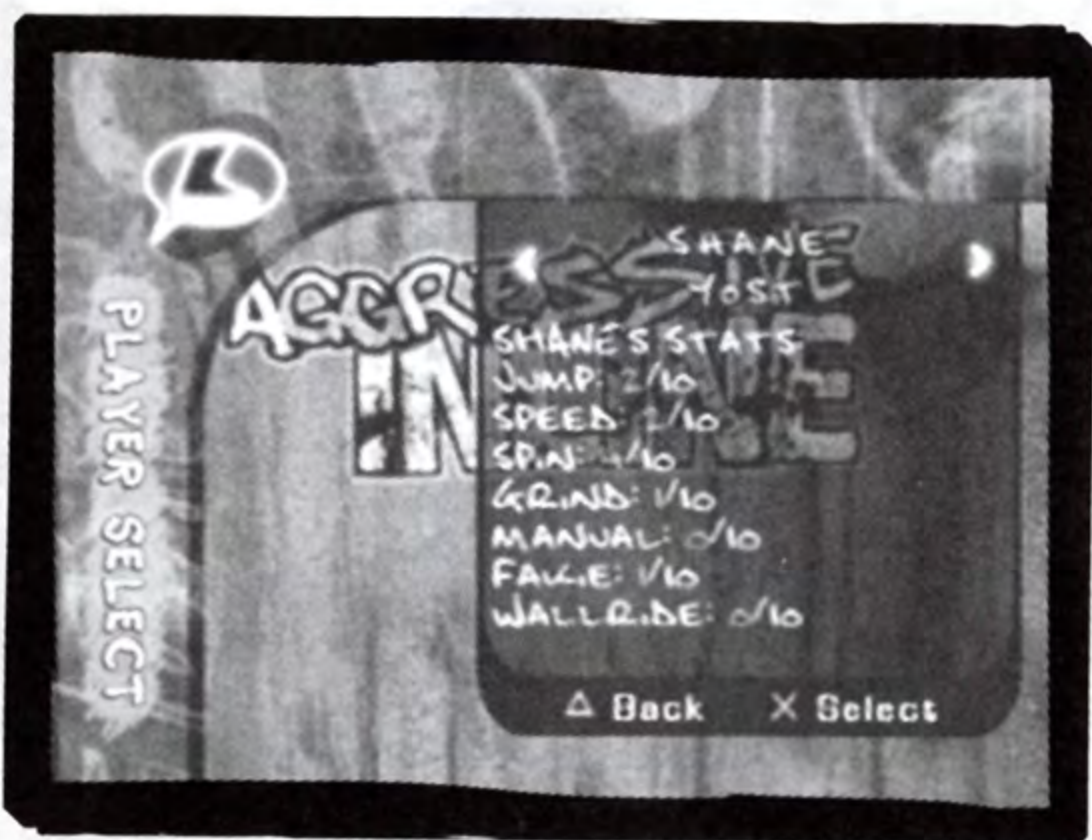 PLAYER SELECT
AGGRESSIVE
INLINE
SHANE
YOST
SHANE'S STATS
JUMP: 2/10
SPEED: 2/10
SPIN: 4/10
GRIND: 1/10
MANUAL: 0/10
FAKIE: 1/10
WALLRIDE: 0/10
△ Back X Select